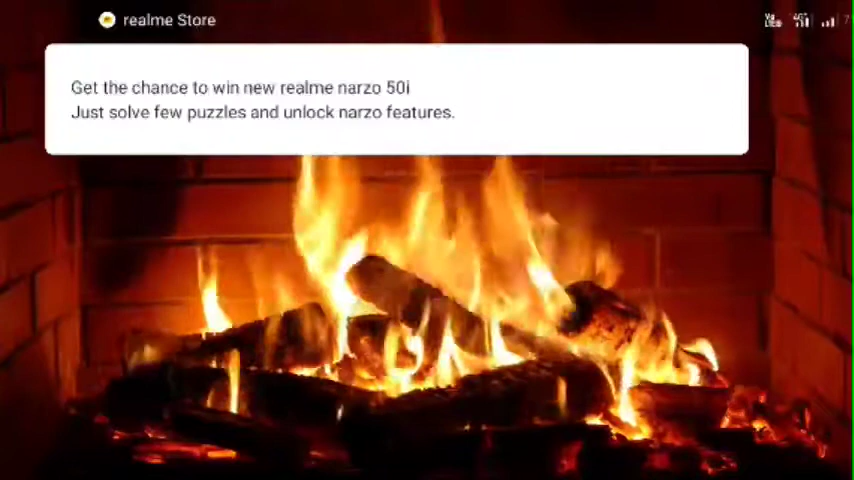 realme Store
Get the chance to win new realme narzo 50i
Just solve few puzzles and unlock narzo features.